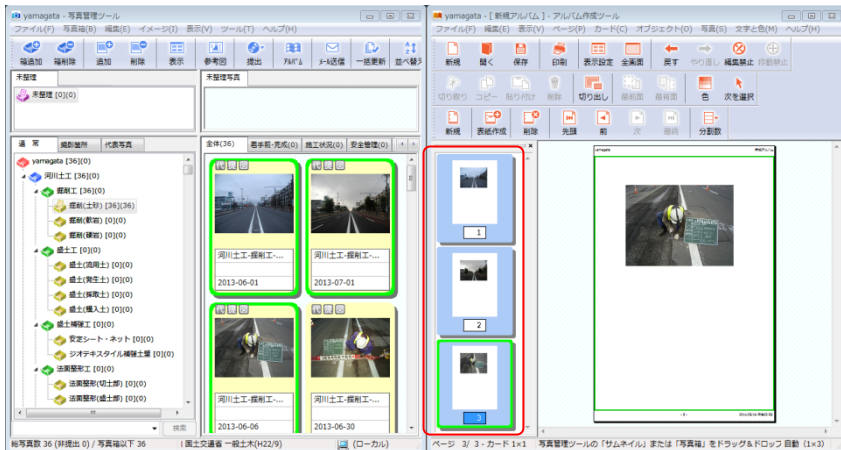 yamagata - 写真管理ツール
ファイル(F) 写真箱(B) 編集(E) イメージ(I) 表示(V) ツール(T) ヘルプ(H)
箱追加 箱削除 追加 削除 表示 参考図 提出 ｱﾙﾊﾞﾑ ﾒｰﾙ送信 一括更新 並べ替え
未整理
未整理 [0](0)
未整理写真
通 常 撮影箇所 代表写真
yamagata [36](0)
河川土工 [36](0)
掘削工 [36](0)
掘削(土砂) [36](36)
掘削(軟岩) [0](0)
掘削(硬岩) [0](0)
盛土工 [0](0)
盛土(流用土) [0](0)
盛土(発生土) [0](0)
盛土(採取土) [0](0)
盛土(購入土) [0](0)
盛土補強工 [0](0)
安定シート・ネット [0](0)
ジオテキスタイル補強土壁 [0](0)
法面整形工 [0](0)
法面整形(切土部) [0](0)
法面整形(盛土部) [0](0)
検索
全体(36) 着手前・完成(0) 施工状況(0) 安全管理(0)
河川土工-掘削工-...
2013-06-01
河川土工-掘削工-...
2013-07-01
河川土工-掘削工-...
2013-06-06
河川土工-掘削工-...
2013-06-30
総写真数 36 (非提出 0) / 写真箱以下 36
国土交通省 一般土木(H22/9)
(ローカル)
yamagata - [ 新規アルバム ] - アルバム作成ツール
ファイル(F) 編集(E) 表示(V) ページ(P) カード(C) オブジェクト(O) 写真(S) 文字と色(M) ヘルプ(H)
新規 開く 保存 印刷 表示設定 全画面 戻す やり直し 編集禁止 移動禁止
切り取り コピー 貼り付け 削除 切り出し 最前面 最背面 色 次を選択
新規 表紙作成 削除 先頭 前 次 最終 分割数
1
2
3
yamagata
新規アルバム
- 3 -
ページ 3/ 3 - カード 1×1
写真管理ツールの「サムネイル」または「写真箱」をドラッグ＆ドロップ
自動 (1×3)